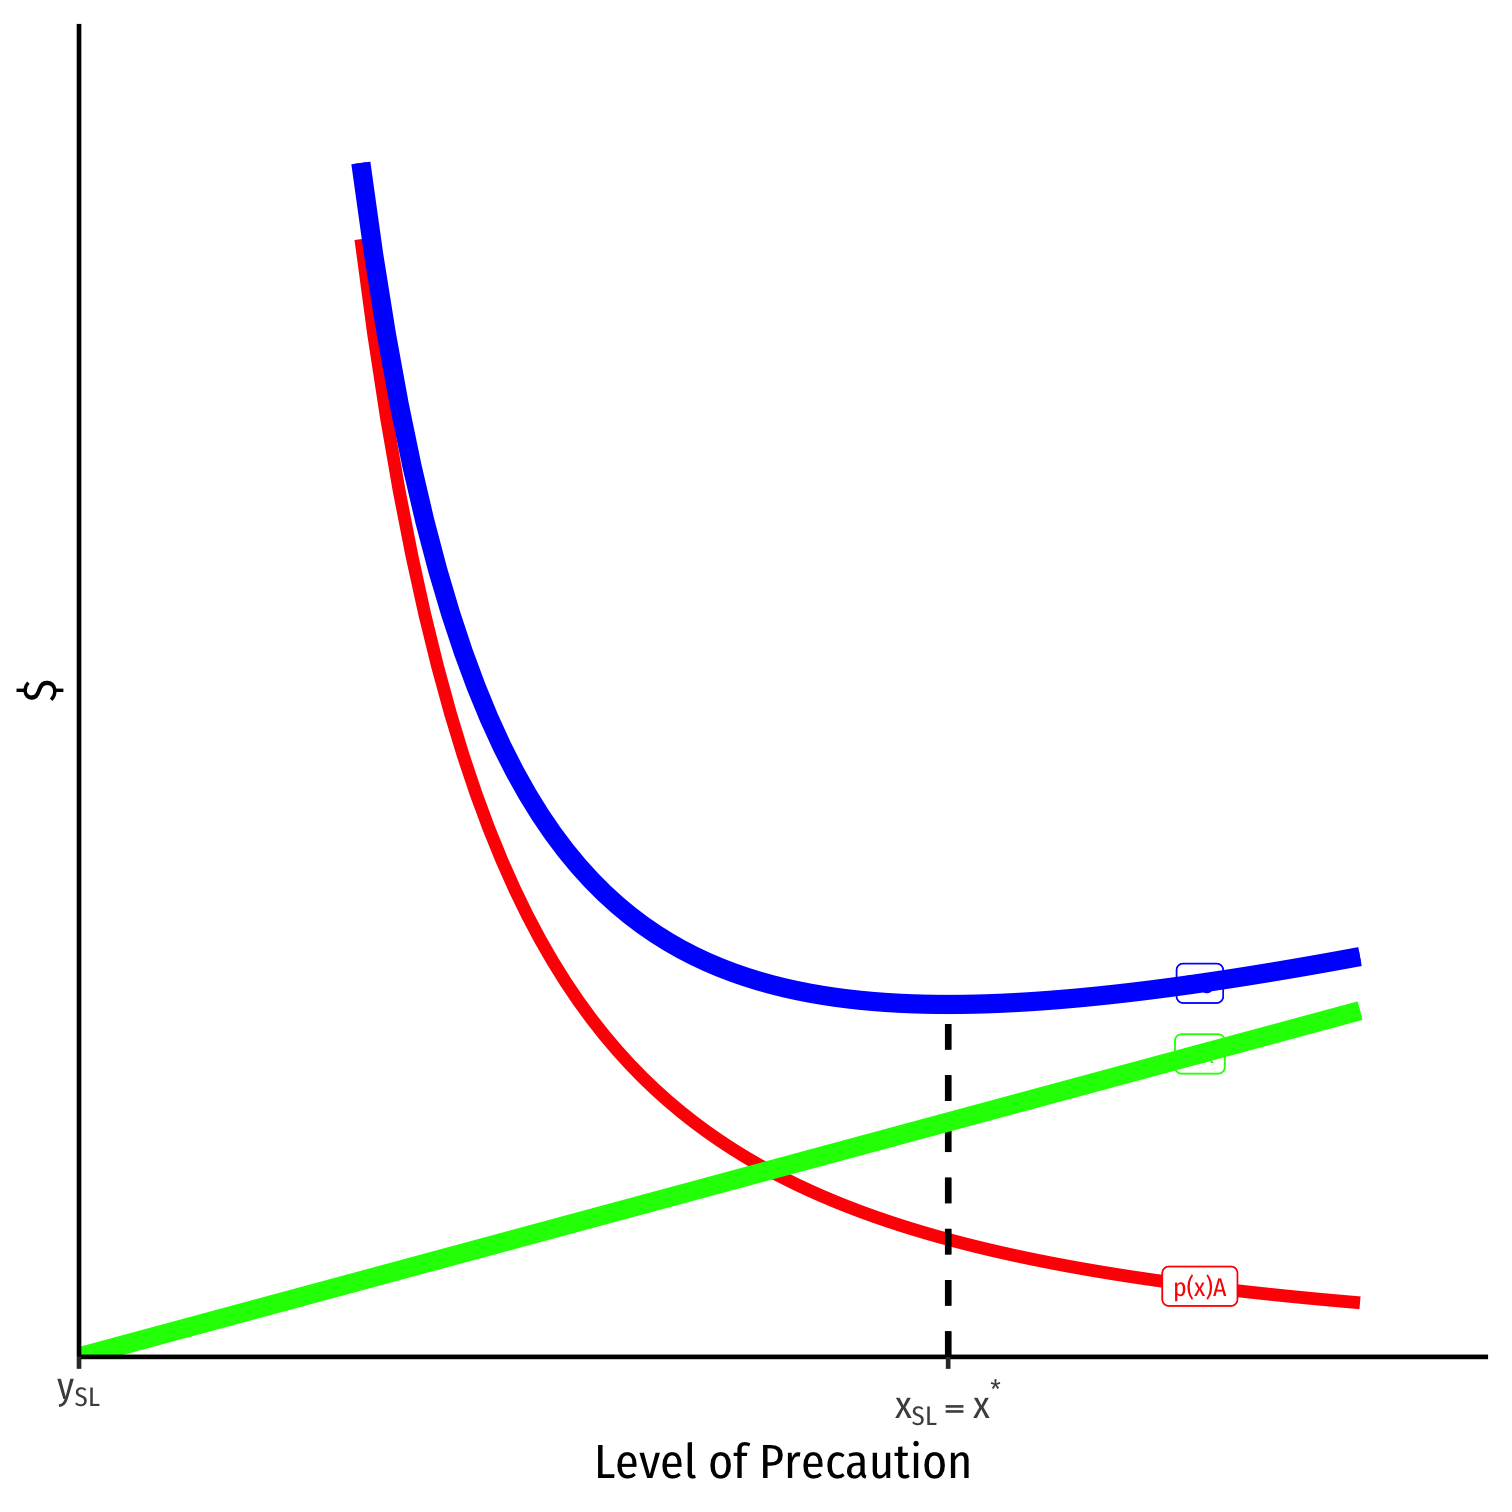 $
p(x)A
y_SL
x_SL = x*
Level of Precaution